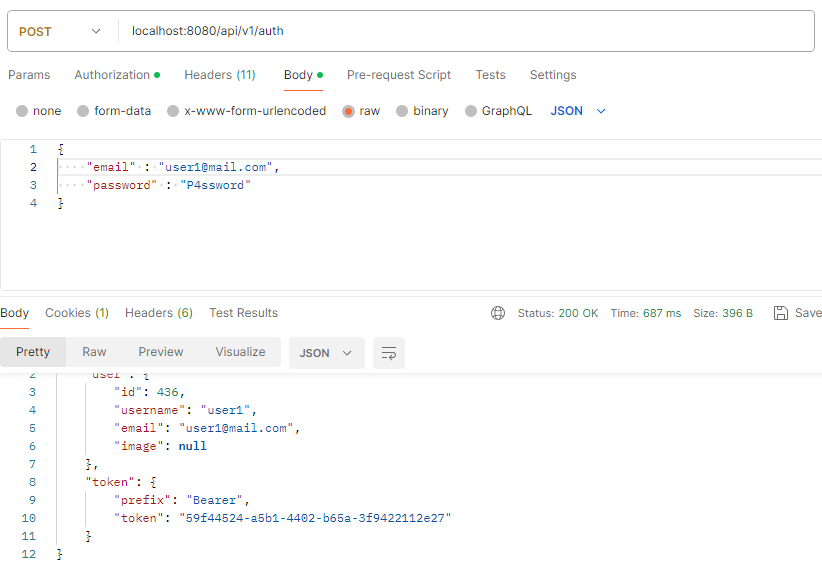 POST localhost:8080/api/v1/auth
Params Authorization Headers (11) Body Pre-request Script Tests Settings
none form-data x-www-form-urlencoded raw binary GraphQL JSON
1 {
2 "email" : "user1@mail.com",
3 "password" : "P4ssword"
4 }
Body Cookies (1) Headers (6) Test Results Status: 200 OK Time: 687 ms Size: 396 B Save
Pretty Raw Preview Visualize JSON
2 "user": {
3 "id": 436,
4 "username": "user1",
5 "email": "user1@mail.com",
6 "image": null
7 },
8 "token": {
9 "prefix": "Bearer",
10 "token": "59f44524-a5b1-4402-b65a-3f9422112e27"
11 }
12 }